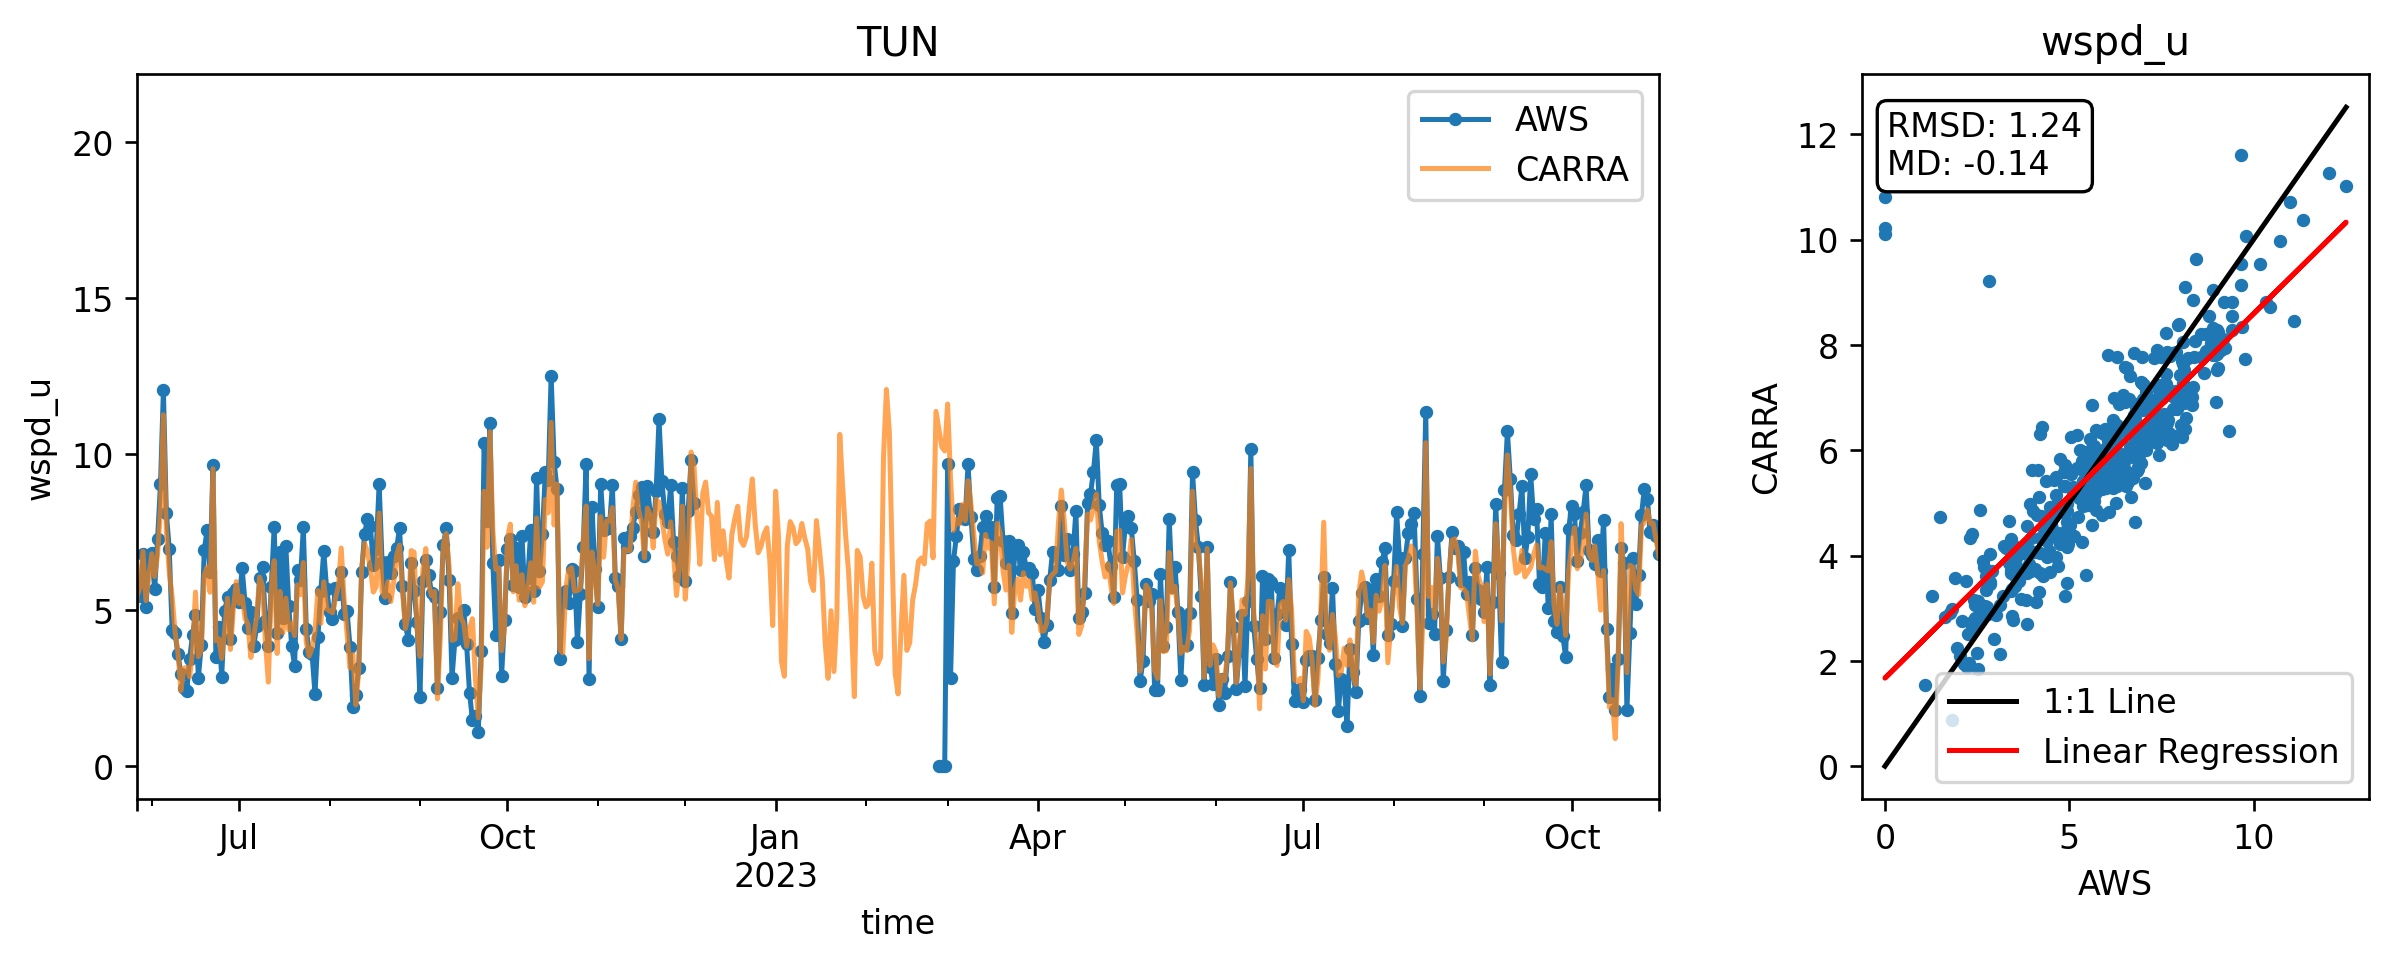 TUN
wspd_u
20
15
10
5
0
AWS
CARRA
Jul
Oct
Jan
2023
Apr
Jul
Oct
time
wspd_u
RMSD: 1.24
MD: -0.14
CARRA
12
10
8
6
4
2
0
1:1 Line
Linear Regression
0
5
10
AWS